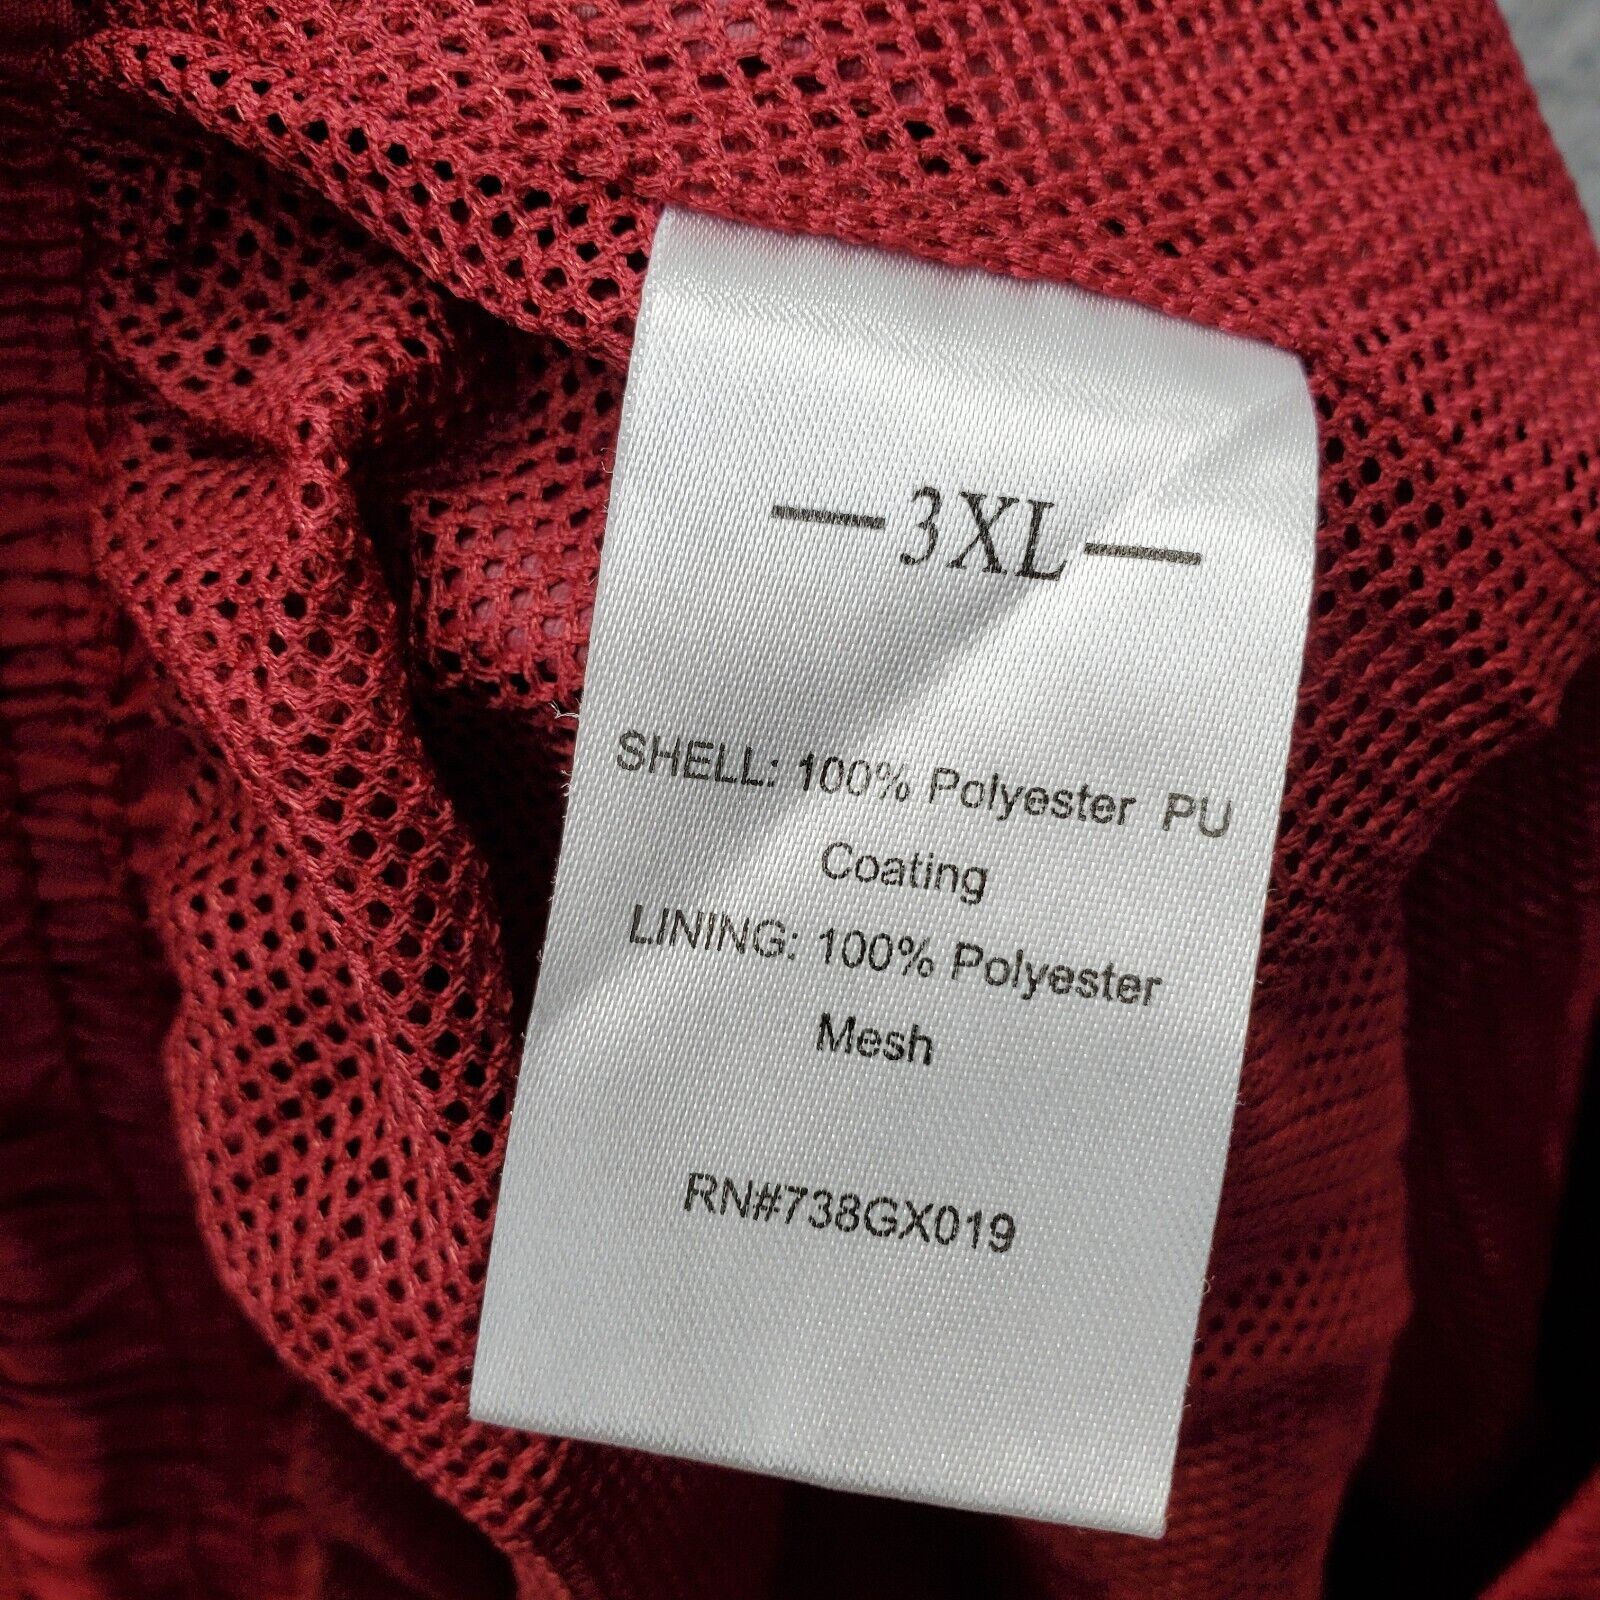 — 3XL —
SHELL: 100% Polyester PU
Coating
LINING: 100% Polyester
Mesh
RN#738GX019